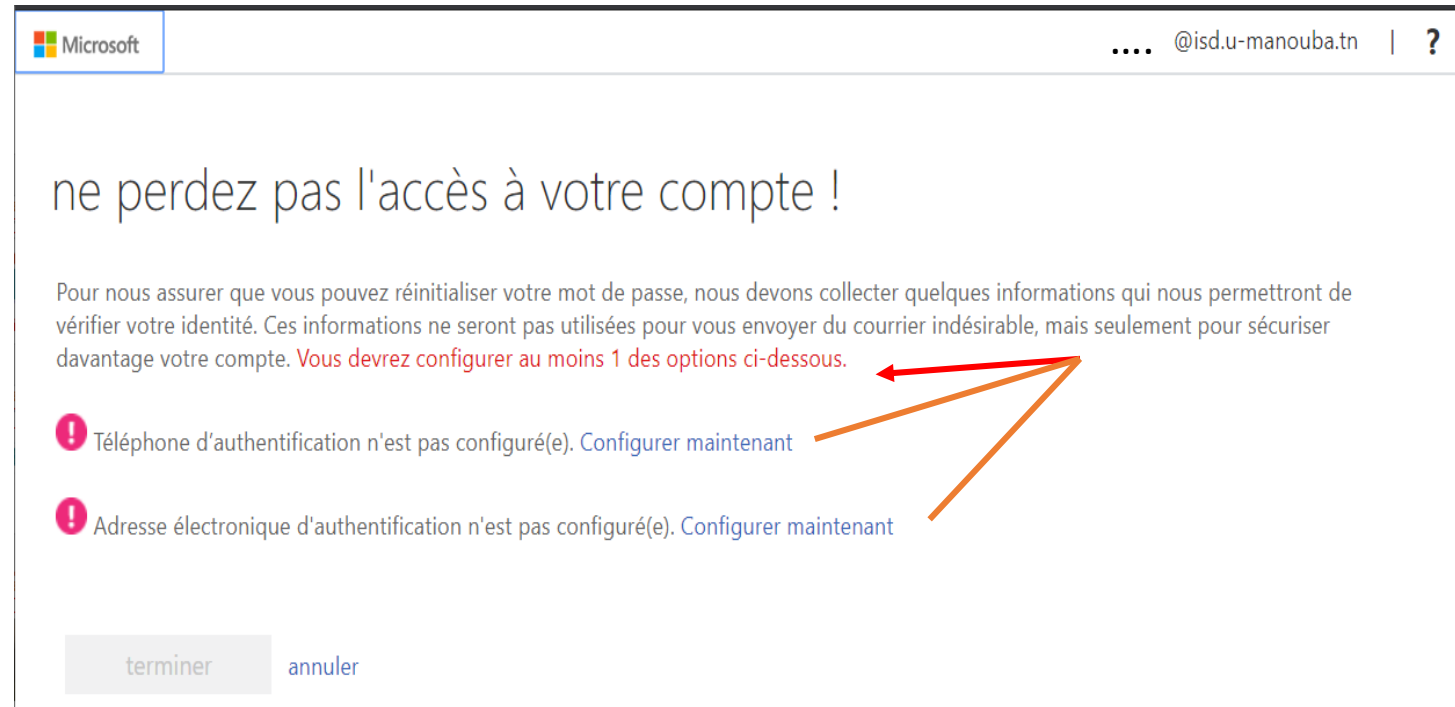 Microsoft
.... @isd.u-manouba.tn | ?
ne perdez pas l'accès à votre compte !
Pour nous assurer que vous pouvez réinitialiser votre mot de passe, nous devons collecter quelques informations qui nous permettront de
vérifier votre identité. Ces informations ne seront pas utilisées pour vous envoyer du courrier indésirable, mais seulement pour sécuriser
davantage votre compte. Vous devrez configurer au moins 1 des options ci-dessous.
! Téléphone d’authentification n'est pas configuré(e). Configurer maintenant
! Adresse électronique d'authentification n'est pas configuré(e). Configurer maintenant
terminer annuler